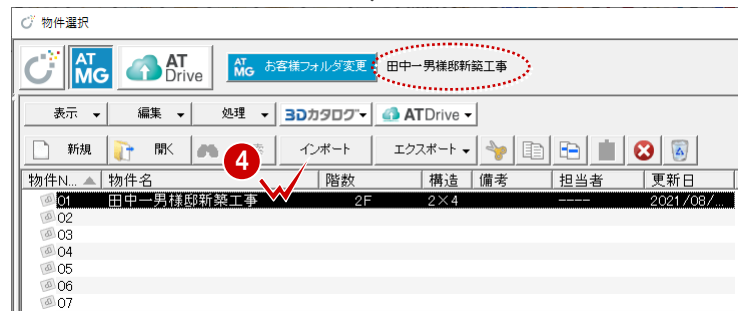 物件選択
AT MG AT Drive AT MG お客様フォルダ変更 田中一男様邸新築工事
表示 編集 処理 3Dカタログ ATDrive
新規 開く インポート エクスポート
4
物件N... 物件名 階数 構造 備考 担当者 更新日
01 田中一男様邸新築工事 2F 2×4 ---- 2021/08/...
02
03
04
05
06
07